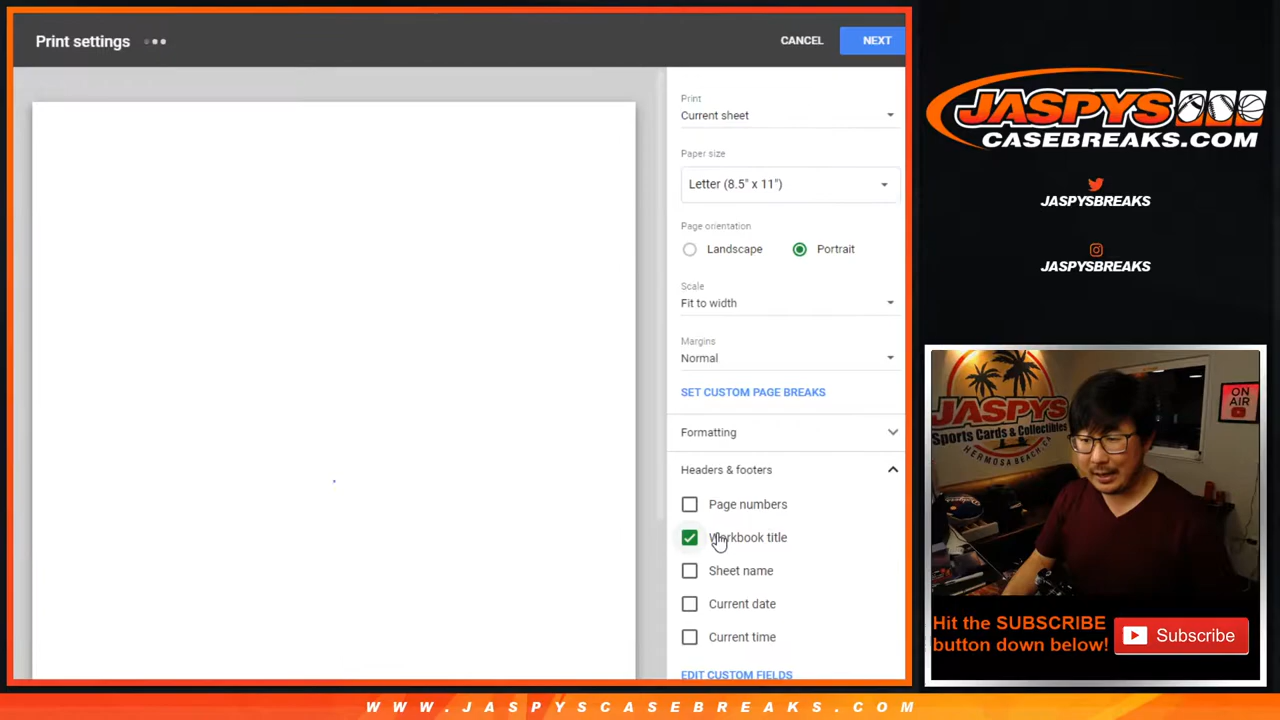 Print settings
CANCEL
NEXT
Print
Current sheet
Paper size
Letter (8.5" x 11")
Page orientation
Landscape
Portrait
Scale
Fit to width
Margins
Normal
SET CUSTOM PAGE BREAKS
Formatting
Headers & footers
Page numbers
Workbook title
Sheet name
Current date
Current time
EDIT CUSTOM FIELDS
JASPYS
CASEBREAKS.COM
JASPYSBREAKS
JASPYSBREAKS
JASPYS
Sports Cards & Collectibles
HERMOSA BEACH, CA
ON AIR
Hit the SUBSCRIBE
button down below!
Subscribe
WWW.JASPYSCASEBREAKS.COM